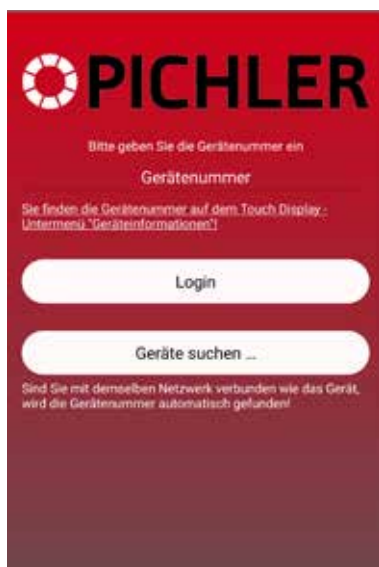 PICHLER
Bitte geben Sie die Gerätenummer ein
Gerätenummer
Sie finden die Gerätenummer auf dem Touch Display -
Untermenü "Geräteinformationen"!
Login
Geräte suchen ...
Sind Sie mit demselben Netzwerk verbunden wie das Gerät,
wird die Gerätenummer automatisch gefunden!